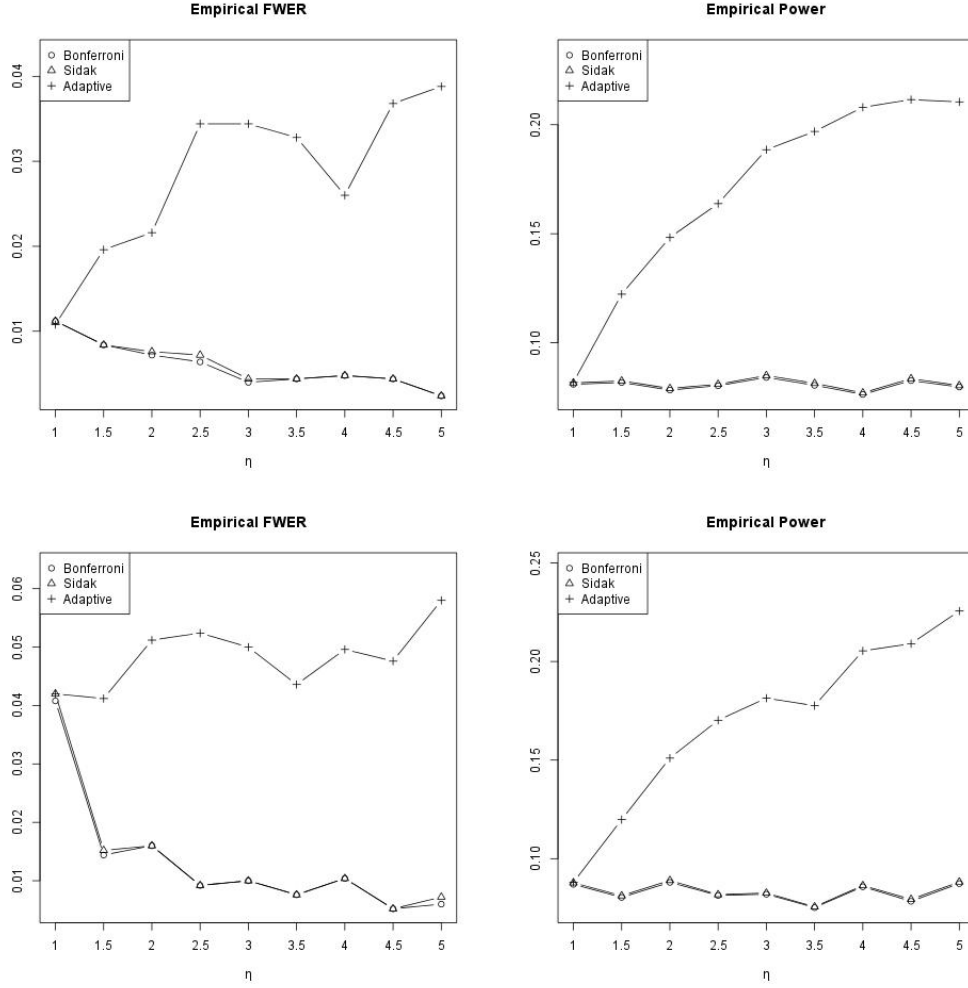 Empirical FWER
Bonferroni
Sidak
Adaptive
0.04
0.03
0.02
0.01
1 1.5 2 2.5 3 3.5 4 4.5 5
η
Empirical Power
Bonferroni
Sidak
Adaptive
0.20
0.15
0.10
1 1.5 2 2.5 3 3.5 4 4.5 5
η
Empirical FWER
Bonferroni
Sidak
Adaptive
0.06
0.05
0.04
0.03
0.02
0.01
1 1.5 2 2.5 3 3.5 4 4.5 5
η
Empirical Power
Bonferroni
Sidak
Adaptive
0.25
0.20
0.15
0.10
1 1.5 2 2.5 3 3.5 4 4.5 5
η